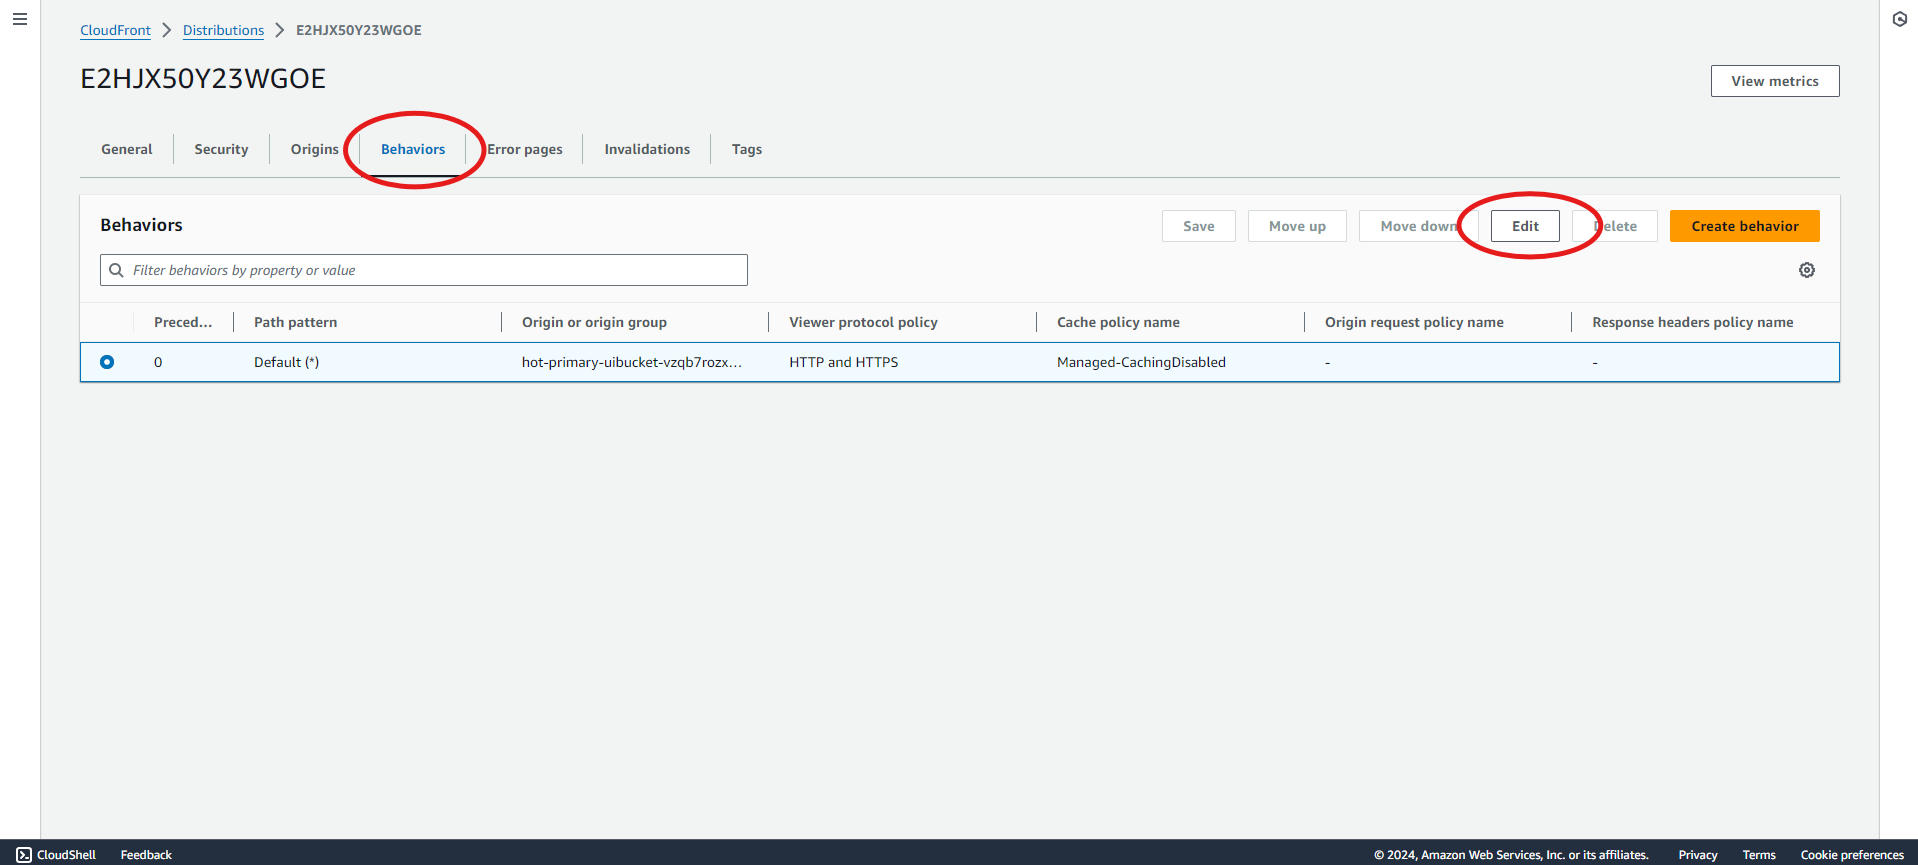 CloudFront Distributions E2HJX50Y23WGOE
E2HJX50Y23WGOE
View metrics
General Security Origins Behaviors Error pages Invalidations Tags
Behaviors
Save Move up Move down Edit Delete Create behavior
Filter behaviors by property or value
Preced... Path pattern Origin or origin group Viewer protocol policy Cache policy name Origin request policy name Response headers policy name
0 Default (*) hot-primary-uibucket-vzqb7rozx... HTTP and HTTPS Managed-CachingDisabled - -
CloudShell Feedback © 2024, Amazon Web Services, Inc. or its affiliates. Privacy Terms Cookie preferences